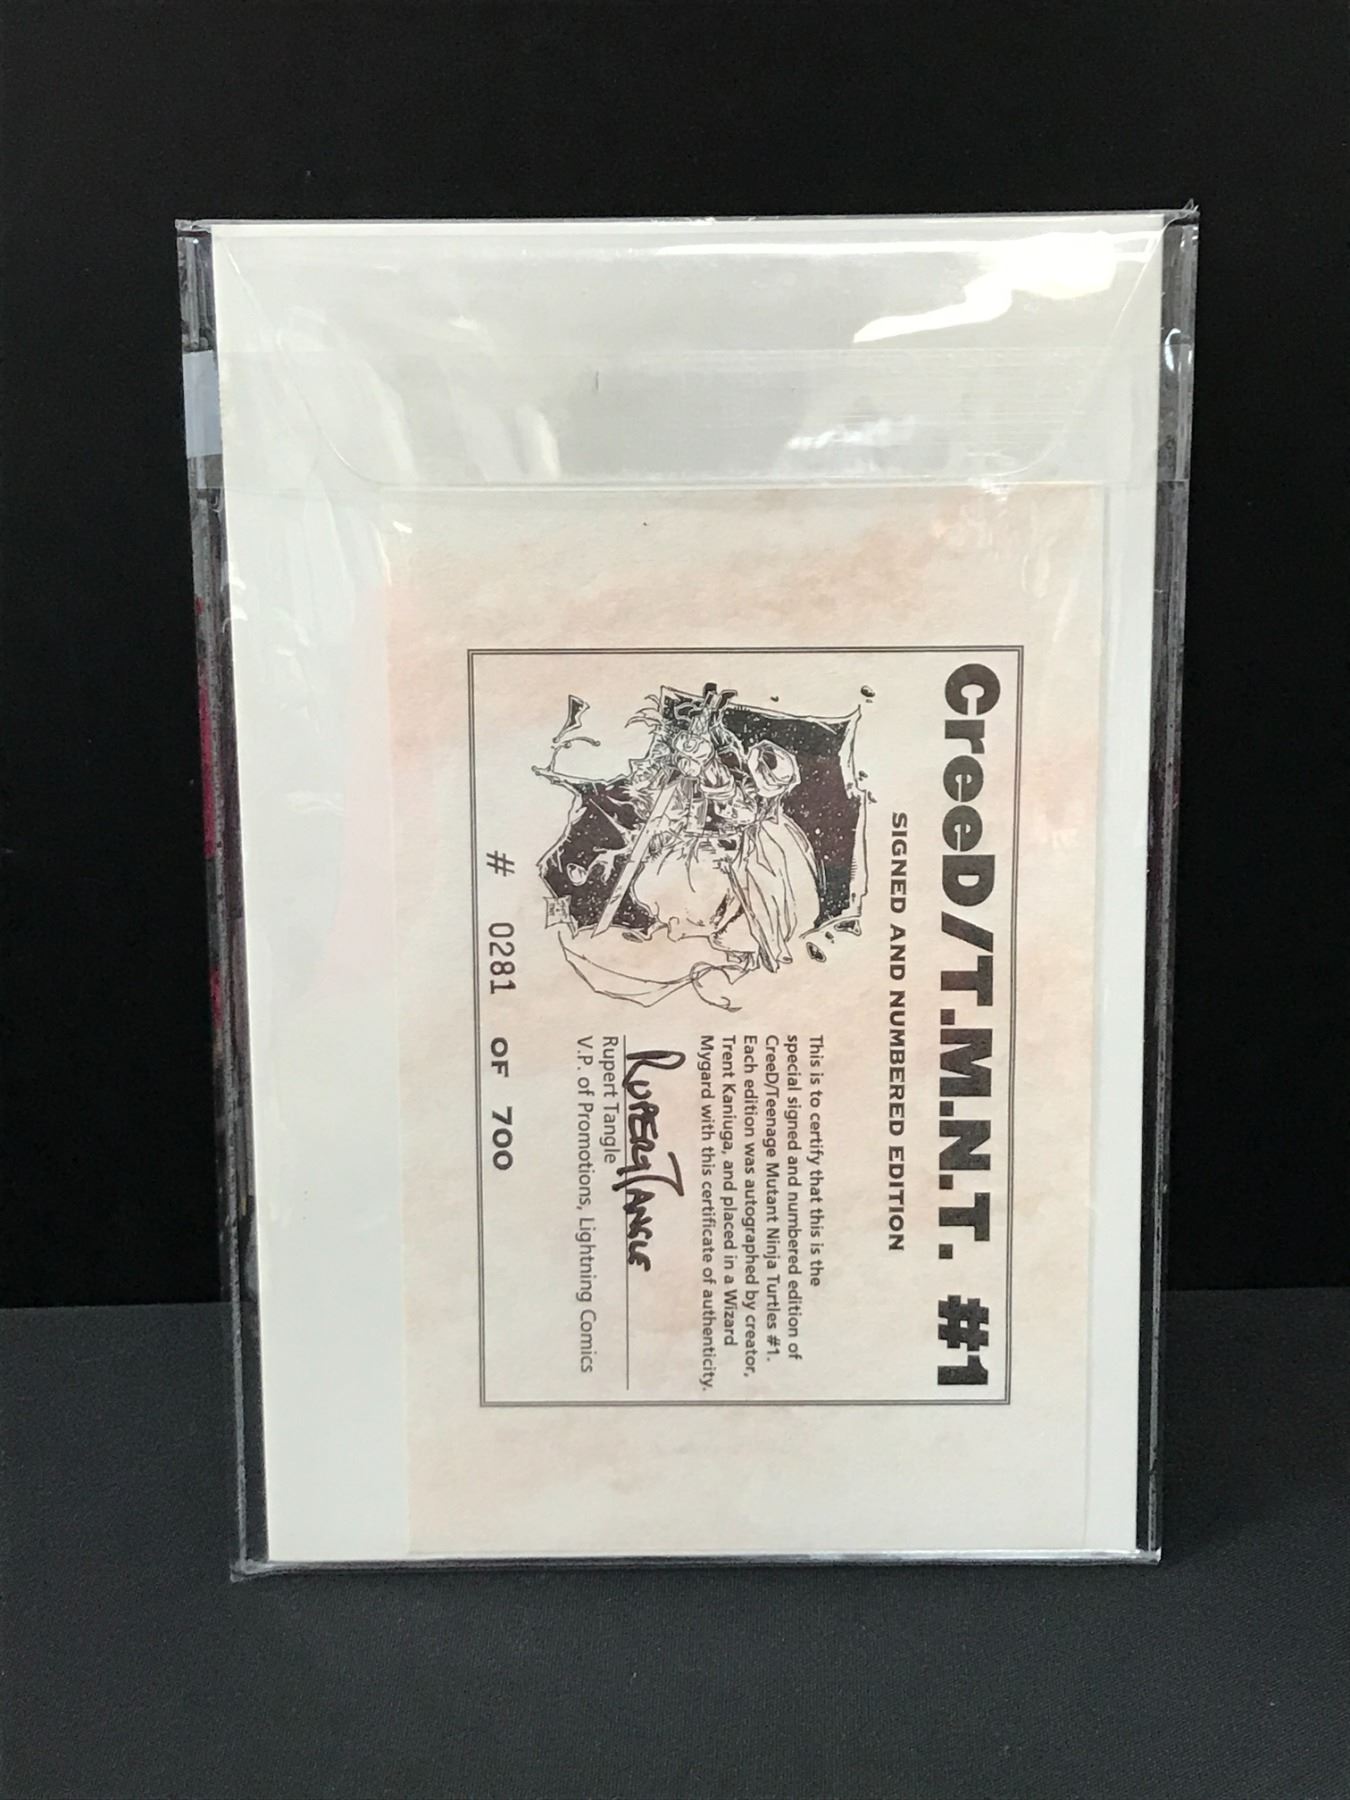 CreeD/T.M.N.T. #1
SIGNED AND NUMBERED EDITION
This is to certify that this is the
special signed and numbered edition of
CreeD/Teenage Mutant Ninja Turtles #1.
Each edition was autographed by creator,
Trent Kaniuga, and placed in a Wizard
Mygard with this certificate of authenticity.
Rupert Tangle
Rupert Tangle
V.P. of Promotions, Lightning Comics
# 0281 OF 700